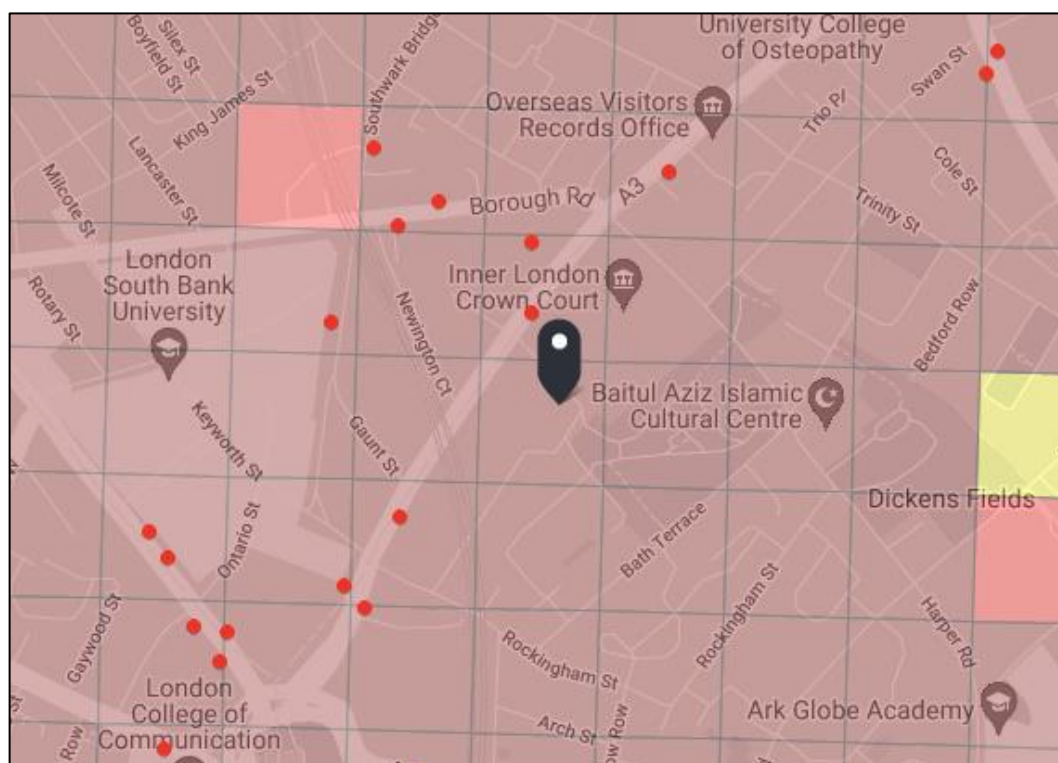 University College
of Osteopathy
Silex St
Boyfield St
King James St
Southwark Bridge
Swan St
Overseas Visitors
Records Office
Trio Pl
Lancaster St
Milcote St
Borough Rd
A3
Cole St
Trinity St
London
South Bank
University
Inner London
Crown Court
Rotary St
Newington Ct
Bedford Row
Baitul Aziz Islamic
Cultural Centre
Keyworth St
Gaunt St
Dickens Fields
Ontario St
Bath Terrace
Gaywood St
Rockingham St
Rockingham St
Harper Rd
London
College of
Communication
Ark Globe Academy
Arch St
Row
ow Row
St